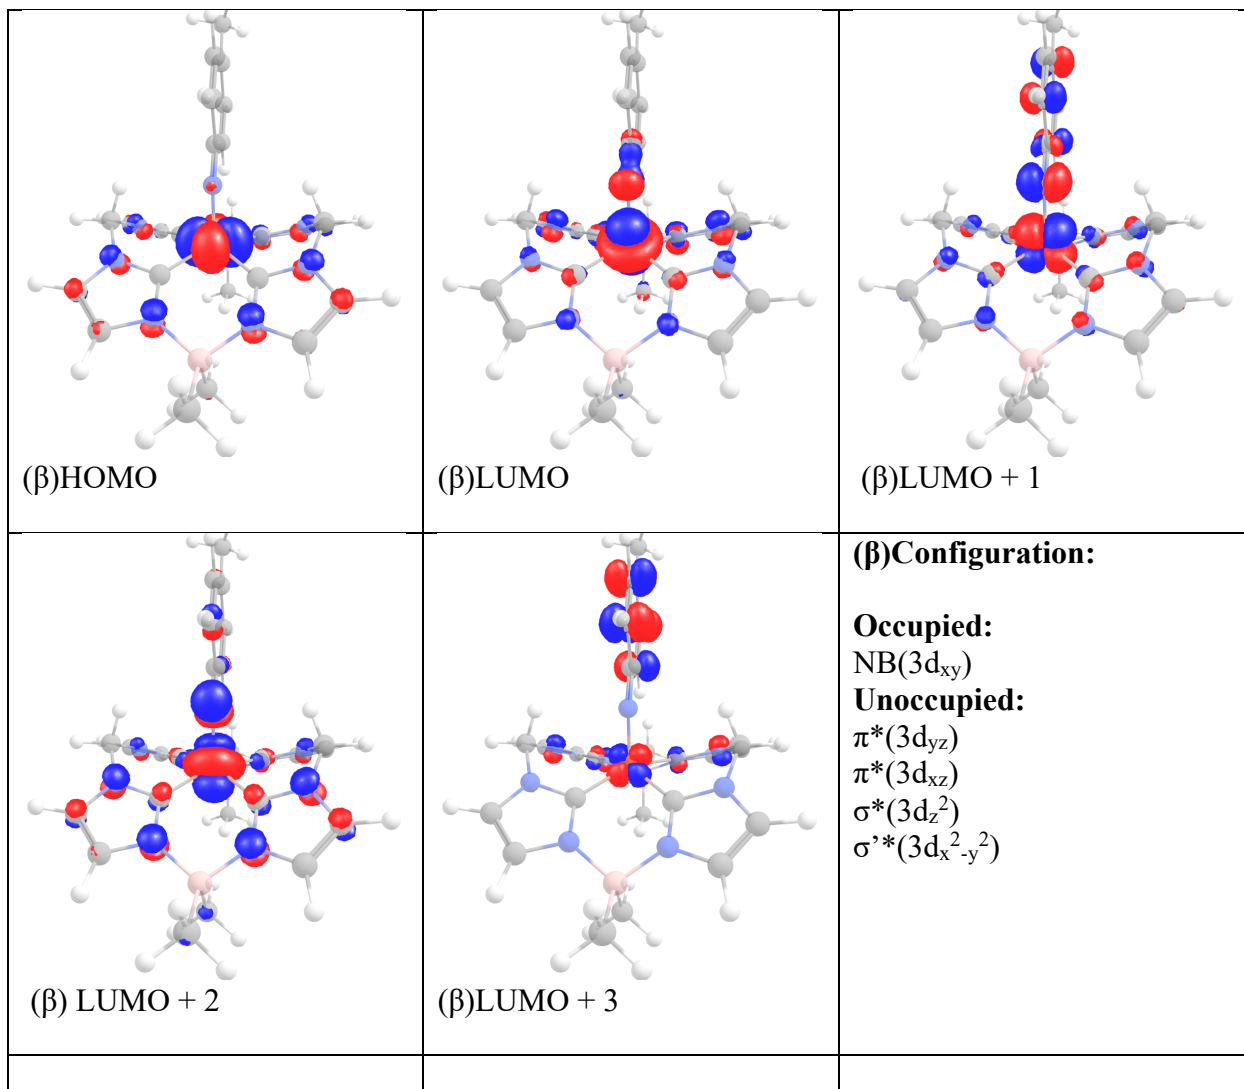 (β)HOMO
(β)LUMO
(β)LUMO + 1
(β) LUMO + 2
(β)LUMO + 3
(β)Configuration:
Occupied:
NB(3dxy)
Unoccupied:
π*(3dyz)
π*(3dxz)
σ*(3dz²)
σ’*(3dx²-y²)